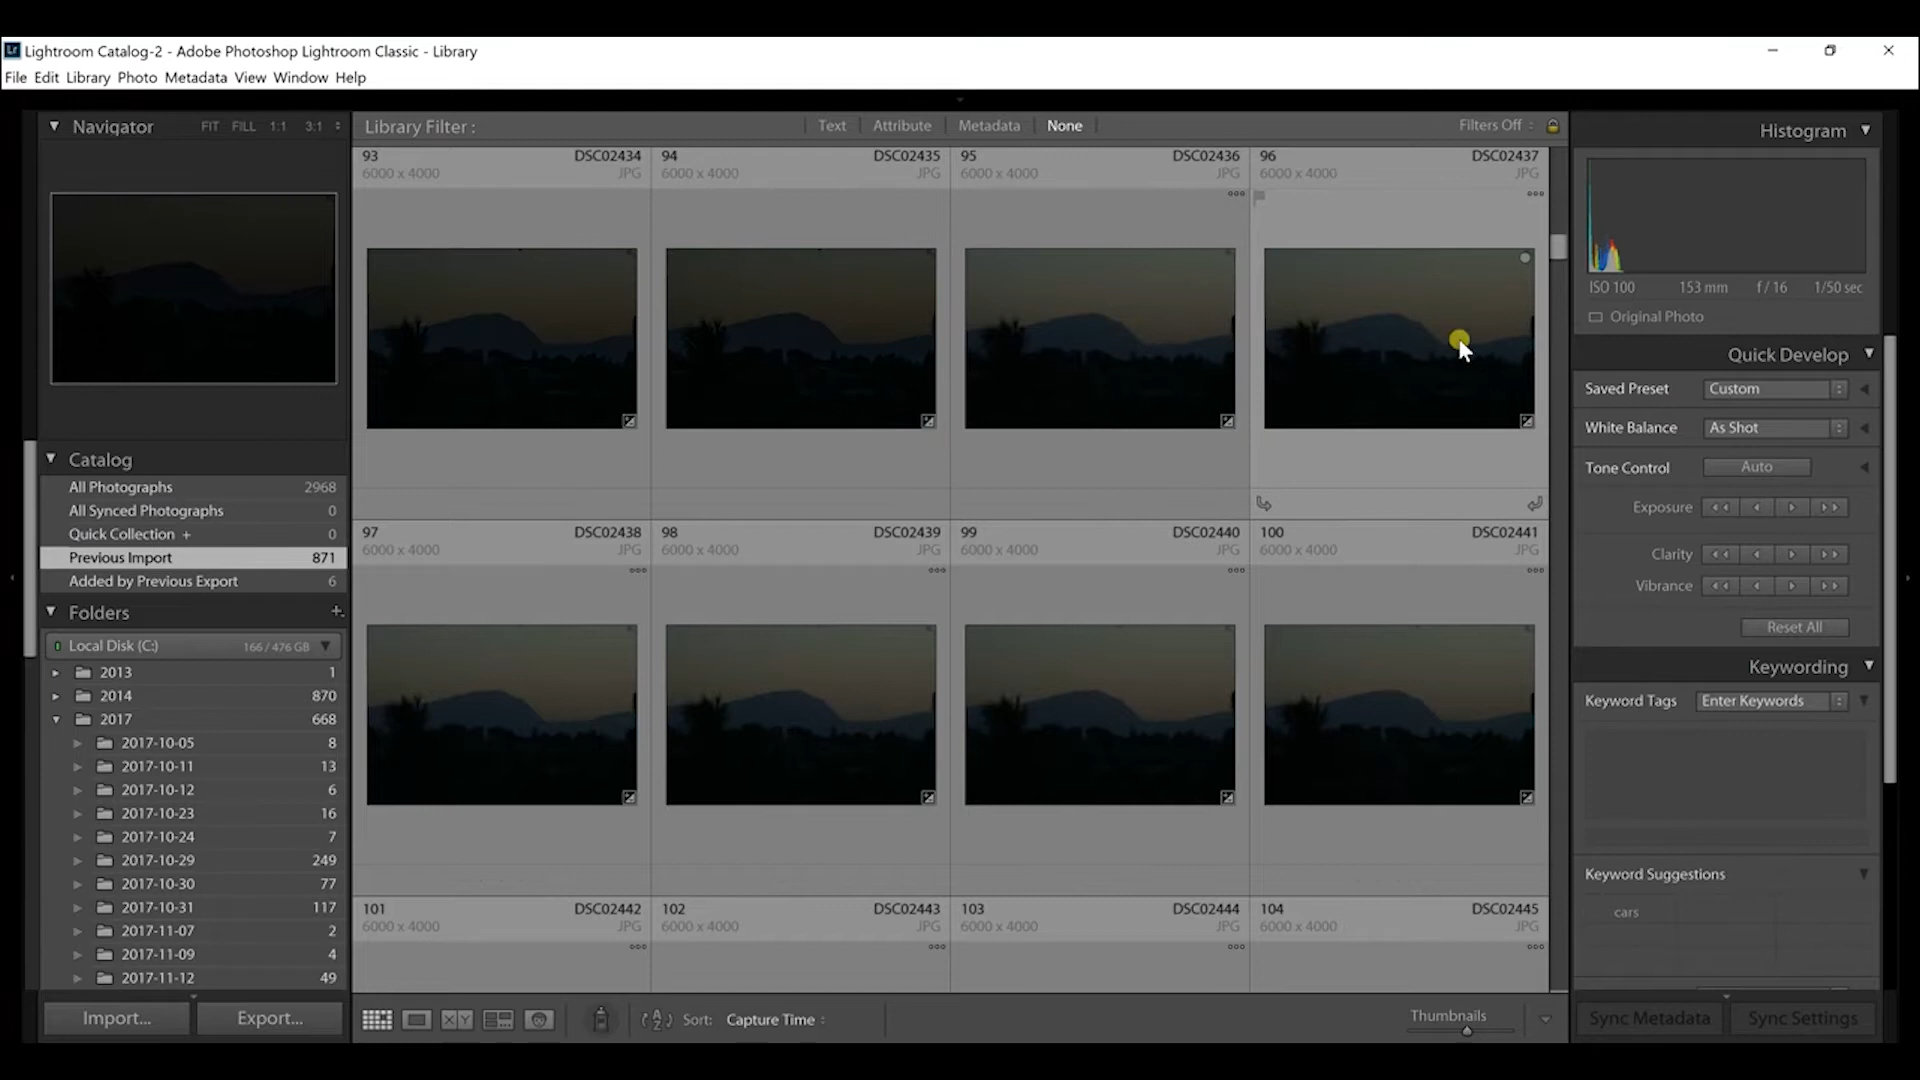 Lr Lightroom Catalog-2 - Adobe Photoshop Lightroom Classic - Library
File Edit Library Photo Metadata View Window Help
Navigator FIT FILL 1:1 3:1
Library Filter : Text Attribute Metadata None Filters Off
Histogram
93 DSC02434 94 DSC02435 95 DSC02436 96 DSC02437
6000 x 4000 JPG 6000 x 4000 JPG 6000 x 4000 JPG 6000 x 4000 JPG
ISO 100 153 mm f / 16 1/50 sec
Original Photo
Quick Develop
Saved Preset Custom
White Balance As Shot
Tone Control Auto
Exposure
Clarity
Vibrance
Reset All
Catalog
All Photographs 2968
All Synced Photographs 0
Quick Collection + 0
Previous Import 871
Added by Previous Export 6
Folders +
Local Disk (C:) 166 / 476 GB
2013 1
2014 870
2017 668
2017-10-05 8
2017-10-11 13
2017-10-12 6
2017-10-23 16
2017-10-24 7
2017-10-29 249
2017-10-30 77
2017-10-31 117
2017-11-07 2
2017-11-09 4
2017-11-12 49
97 DSC02438 98 DSC02439 99 DSC02440 100 DSC02441
6000 x 4000 JPG 6000 x 4000 JPG 6000 x 4000 JPG 6000 x 4000 JPG
Keywording
Keyword Tags Enter Keywords
Keyword Suggestions
cars
101 DSC02442 102 DSC02443 103 DSC02444 104 DSC02445
6000 x 4000 JPG 6000 x 4000 JPG 6000 x 4000 JPG 6000 x 4000 JPG
Import... Export...
XY
Sort: Capture Time
Thumbnails
Sync Metadata Sync Settings